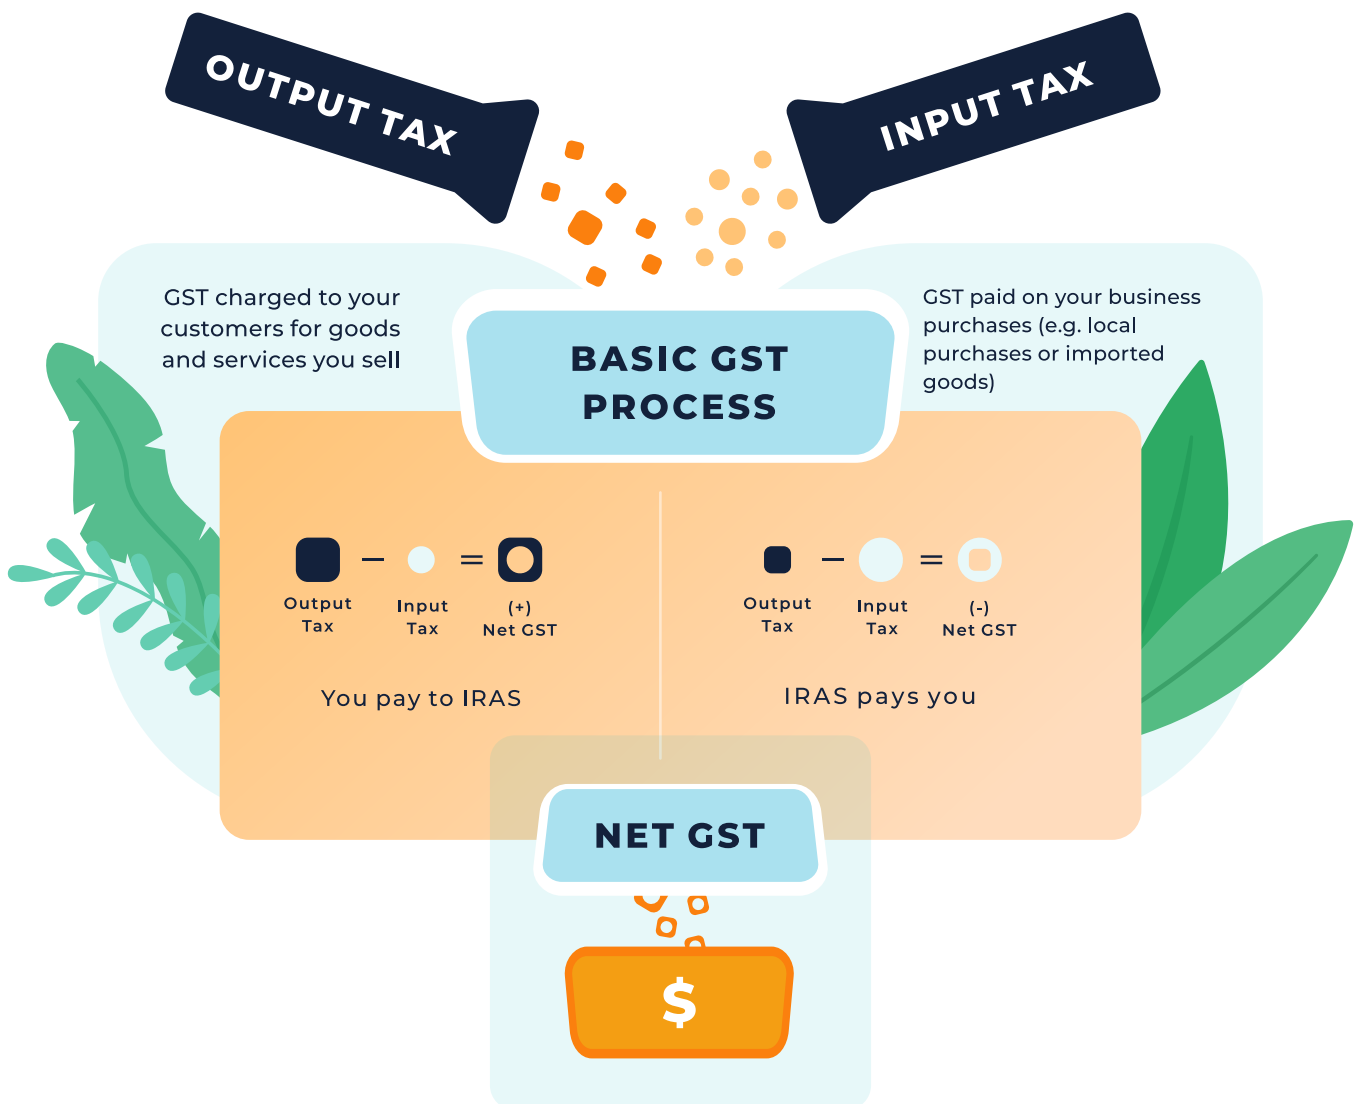 OUTPUT TAX
INPUT TAX
GST charged to your
customers for goods
and services you sell
GST paid on your business
purchases (e.g. local
purchases or imported
goods)
BASIC GST
PROCESS
– =
Output
Tax
Input
Tax
(+)
Net GST
You pay to IRAS
– =
Output
Tax
Input
Tax
(-)
Net GST
IRAS pays you
NET GST
$